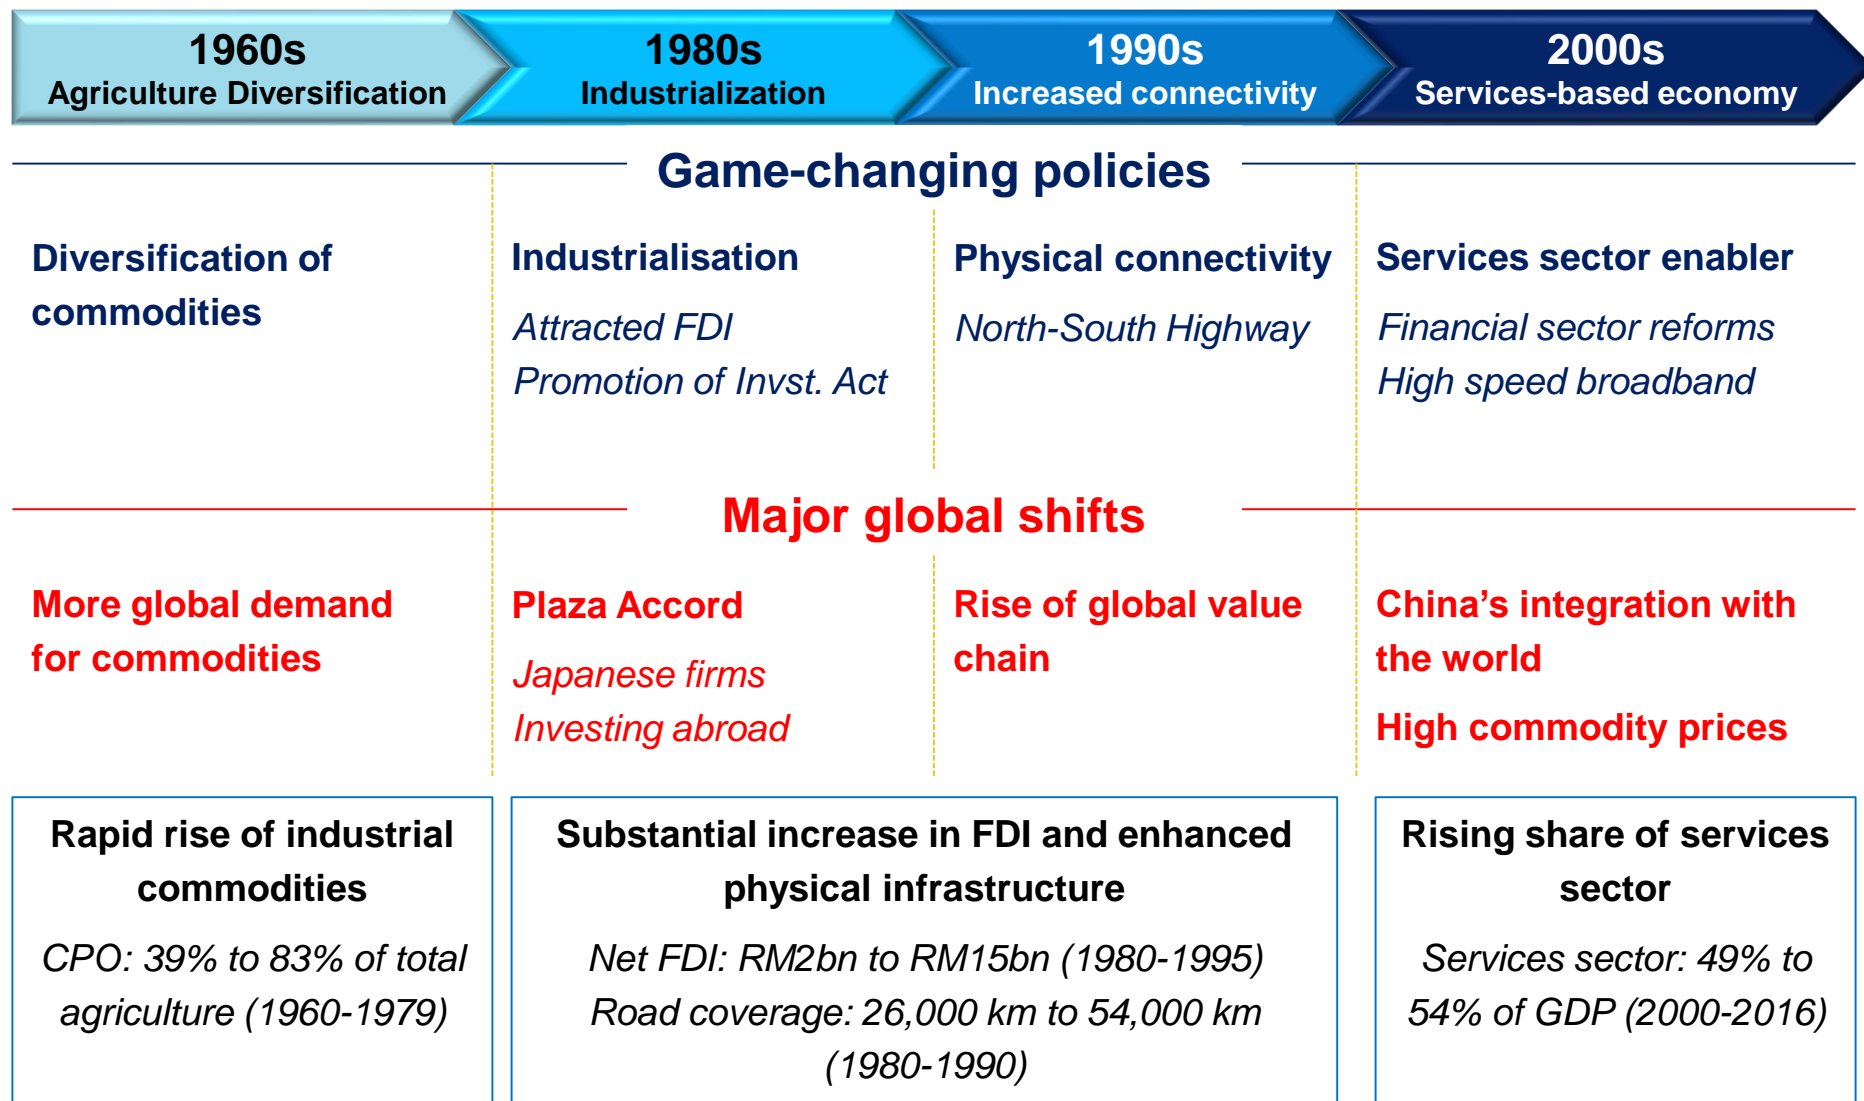 1960s
Agriculture Diversification
1980s
Industrialization
1990s
Increased connectivity
2000s
Services-based economy
Game-changing policies
Diversification of
commodities
Industrialisation
Attracted FDI
Promotion of Invst. Act
Physical connectivity
North-South Highway
Services sector enabler
Financial sector reforms
High speed broadband
Major global shifts
More global demand
for commodities
Plaza Accord
Japanese firms
Investing abroad
Rise of global value
chain
China’s integration with
the world
High commodity prices
Rapid rise of industrial
commodities
CPO: 39% to 83% of total
agriculture (1960-1979)
Substantial increase in FDI and enhanced
physical infrastructure
Net FDI: RM2bn to RM15bn (1980-1995)
Road coverage: 26,000 km to 54,000 km
(1980-1990)
Rising share of services
sector
Services sector: 49% to
54% of GDP (2000-2016)